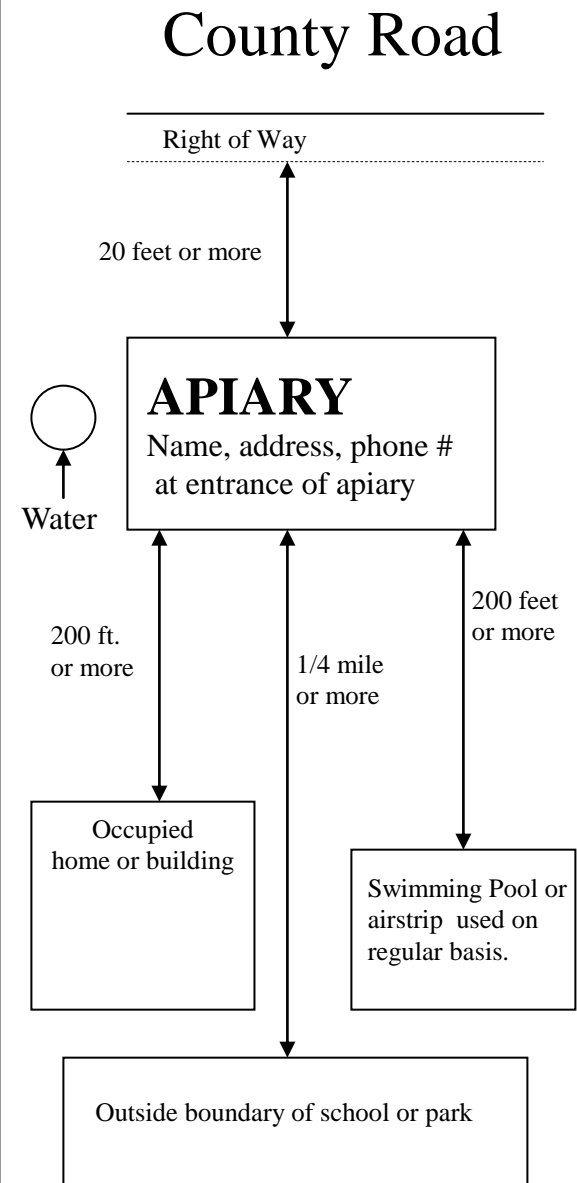 County Road
Right of Way
20 feet or more
APIARY
Name, address, phone #
at entrance of apiary
Water
200 ft.
or more
1/4 mile
or more
200 feet
or more
Occupied
home or building
Swimming Pool or
airstrip used on
regular basis.
Outside boundary of school or park